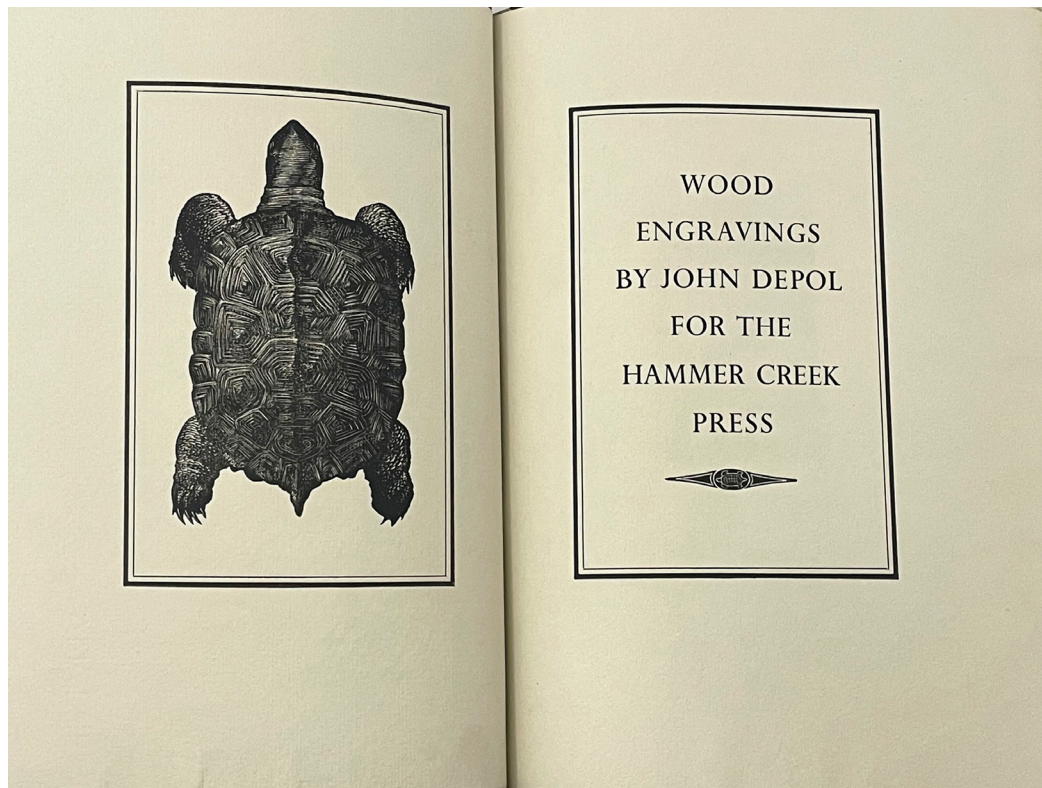 WOOD
ENGRAVINGS
BY JOHN DEPOL
FOR THE
HAMMER CREEK
PRESS